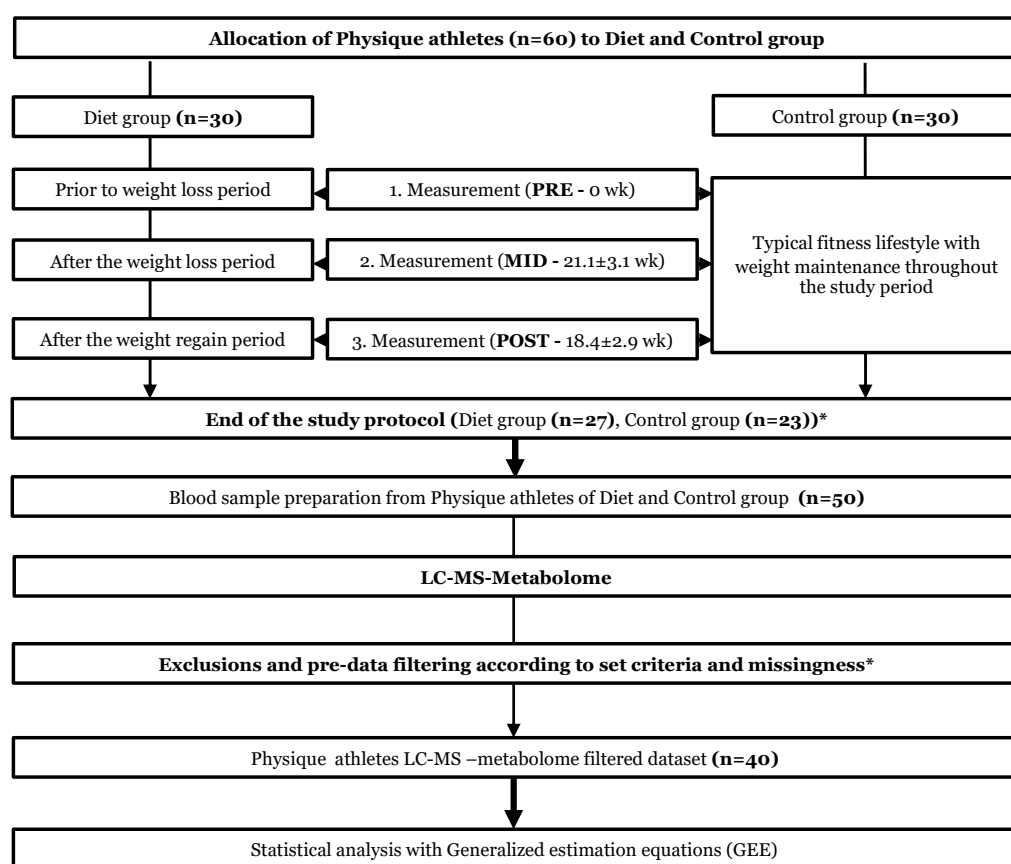 Allocation of Physique athletes (n=60) to Diet and Control group
Diet group (n=30)
Control group (n=30)
Prior to weight loss period
1. Measurement (PRE - 0 wk)
After the weight loss period
2. Measurement (MID - 21.1±3.1 wk)
Typical fitness lifestyle with
weight maintenance throughout
the study period
After the weight regain period
3. Measurement (POST - 18.4±2.9 wk)
End of the study protocol (Diet group (n=27), Control group (n=23))*
Blood sample preparation from Physique athletes of Diet and Control group (n=50)
LC-MS-Metabolome
Exclusions and pre-data filtering according to set criteria and missingness*
Physique athletes LC-MS –metabolome filtered dataset (n=40)
Statistical analysis with Generalized estimation equations (GEE)